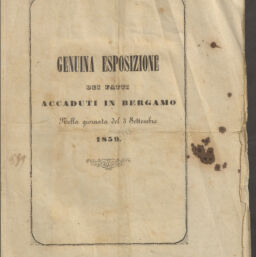 GENUINA ESPOSIZIONE
DEI FATTI
ACCADUTI IN BERGAMO
Nella giornata del 3 Settembre
1859.